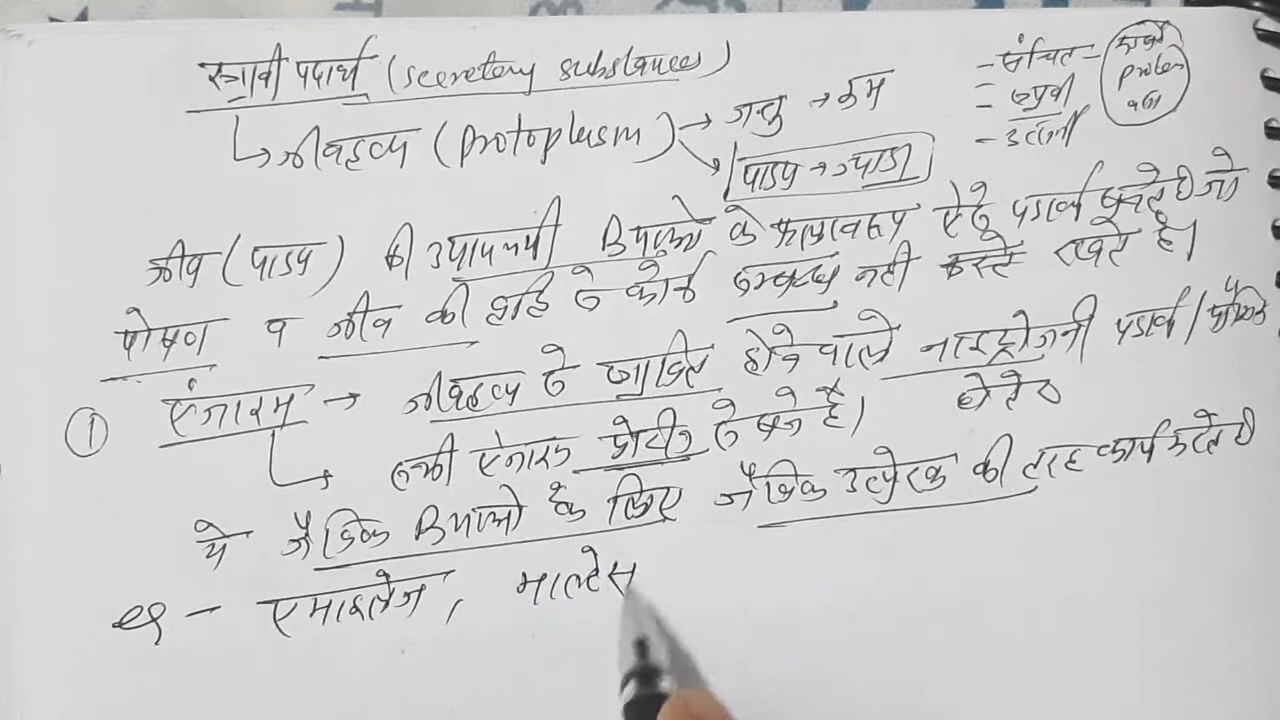 स्त्रावी पदार्थ (secretory substances)
↳ जीवद्रव्य (Protoplasm) → जन्तु → कम
→ पादप → ज्यादा
- संचित -
= स्त्रावी
- उत्सर्जी
कार्बो
protein
वसा
जीव (पादप) की उपापचयी क्रियाओं के फलस्वरूप ऐसे पदार्थ बनते है जो
पोषण व जीव की वृद्धि से कोई सम्बन्ध नही करते रखते है।
① एंजाइम → जीवद्रव्य से स्त्रावित होने वाले नाइट्रोजनी पदार्थ / यौगिक
होते है
↳ सभी एंजाइम प्रोटीन से बने है।
ये जैविक क्रियाओं के लिए जैविक उत्प्रेरक की तरह कार्य करते है
eg - एमाइलेज, माल्टेस